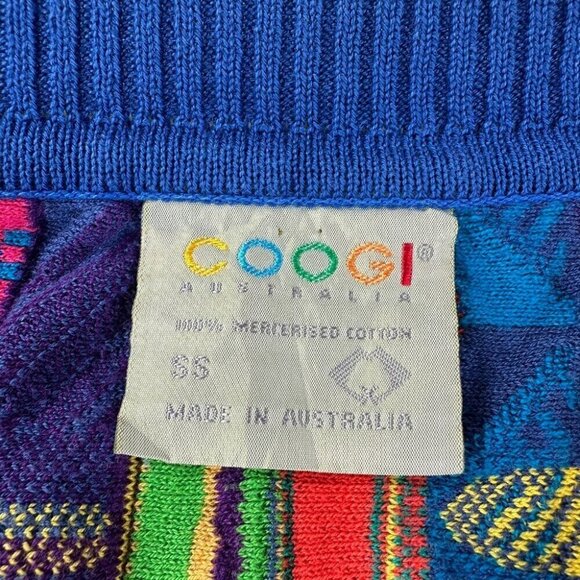 COOGI®
AUSTRALIA
100% MERCERISED COTTON
SS
MADE IN AUSTRALIA